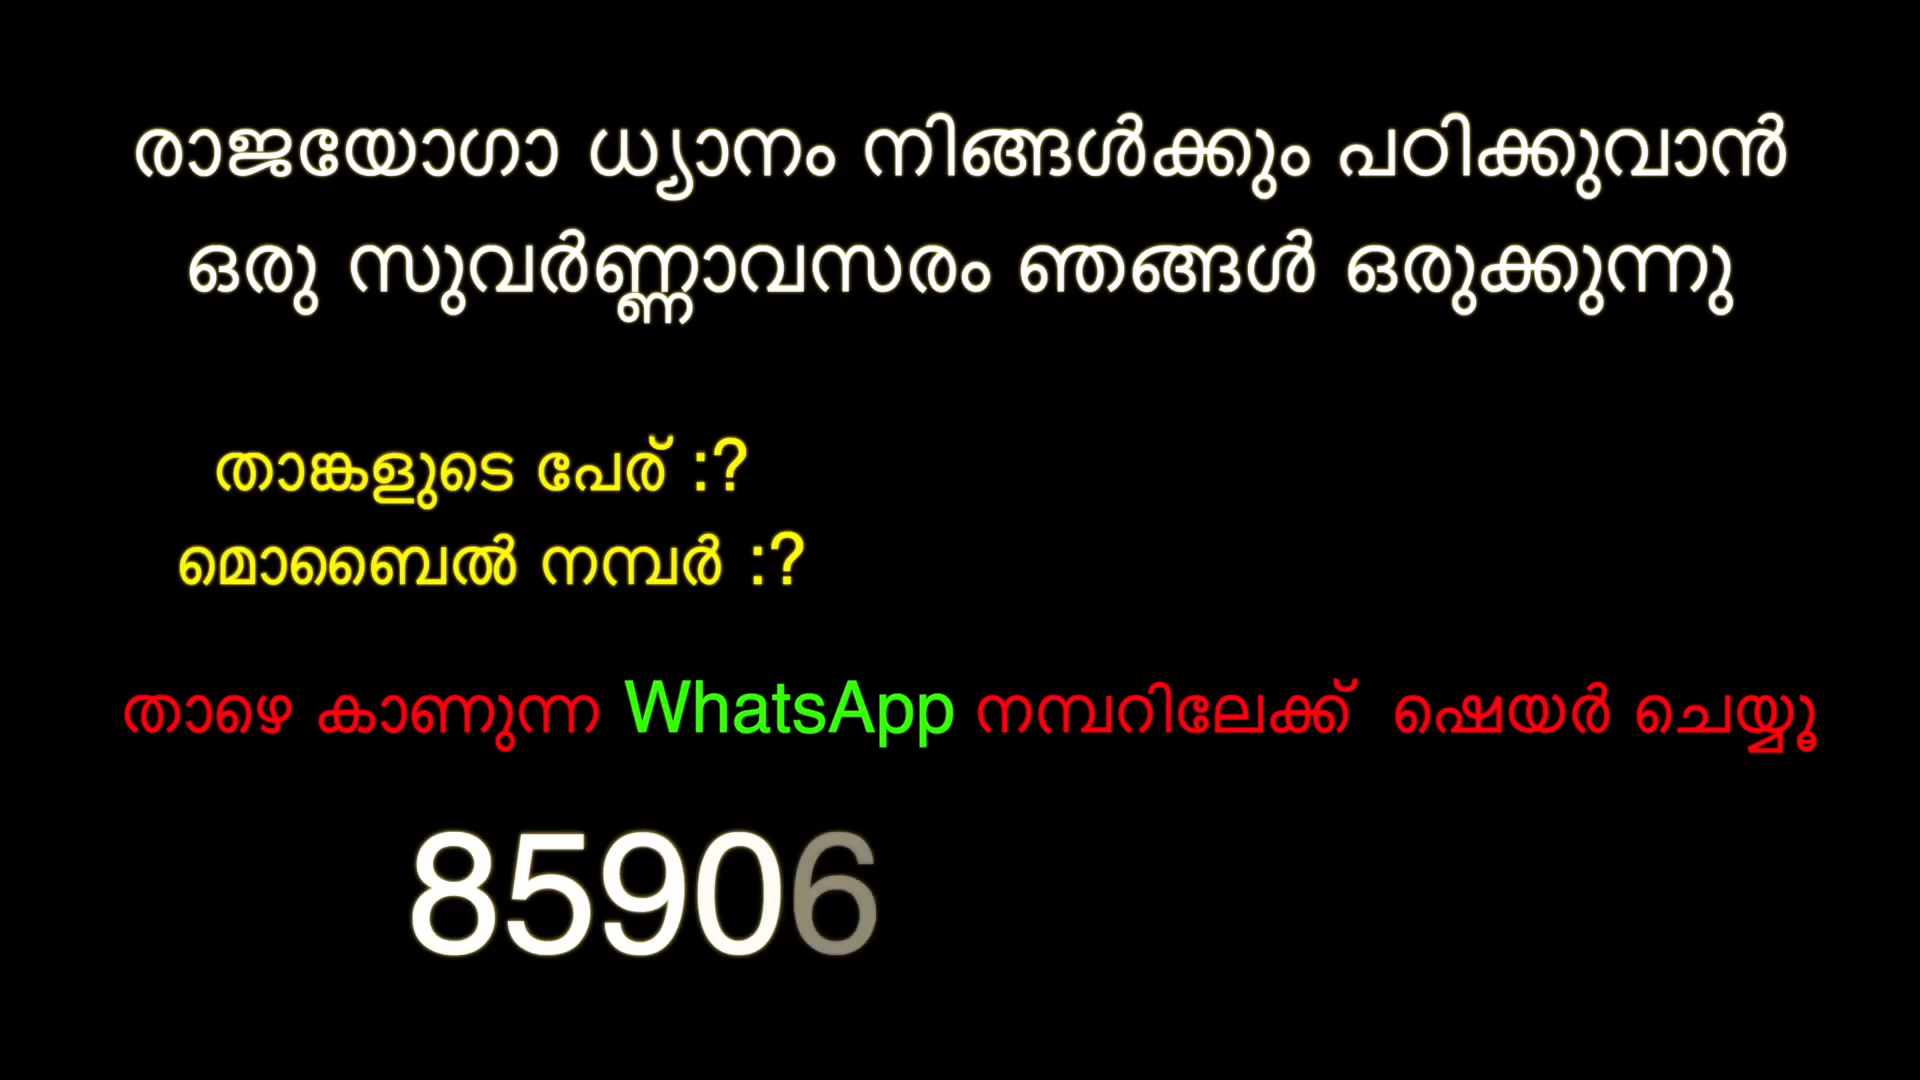 രാജയോഗാ ധ്യാനം നിങ്ങൾക്കും പഠിക്കുവാൻ
ഒരു സുവർണ്ണാവസരം ഞങ്ങൾ ഒരുക്കുന്നു
താങ്കളുടെ പേര് :?
മൊബൈൽ നമ്പർ :?
താഴെ കാണുന്ന WhatsApp നമ്പറിലേക്ക് ഷെയർ ചെയ്യൂ
85906